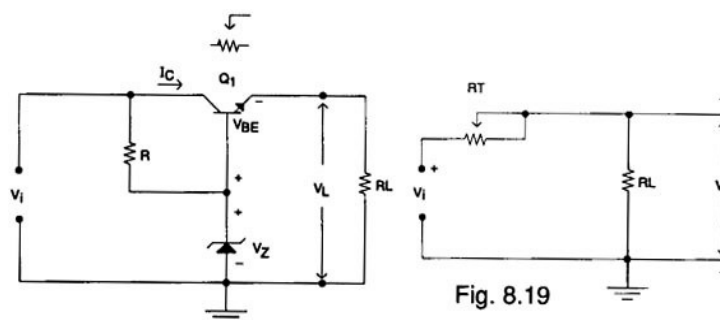 I_C
Q_1
V_BE
R
+
+
-
-
V_i
V_L
RL
V_Z
RT
+
V_i
RL
V
Fig. 8.19